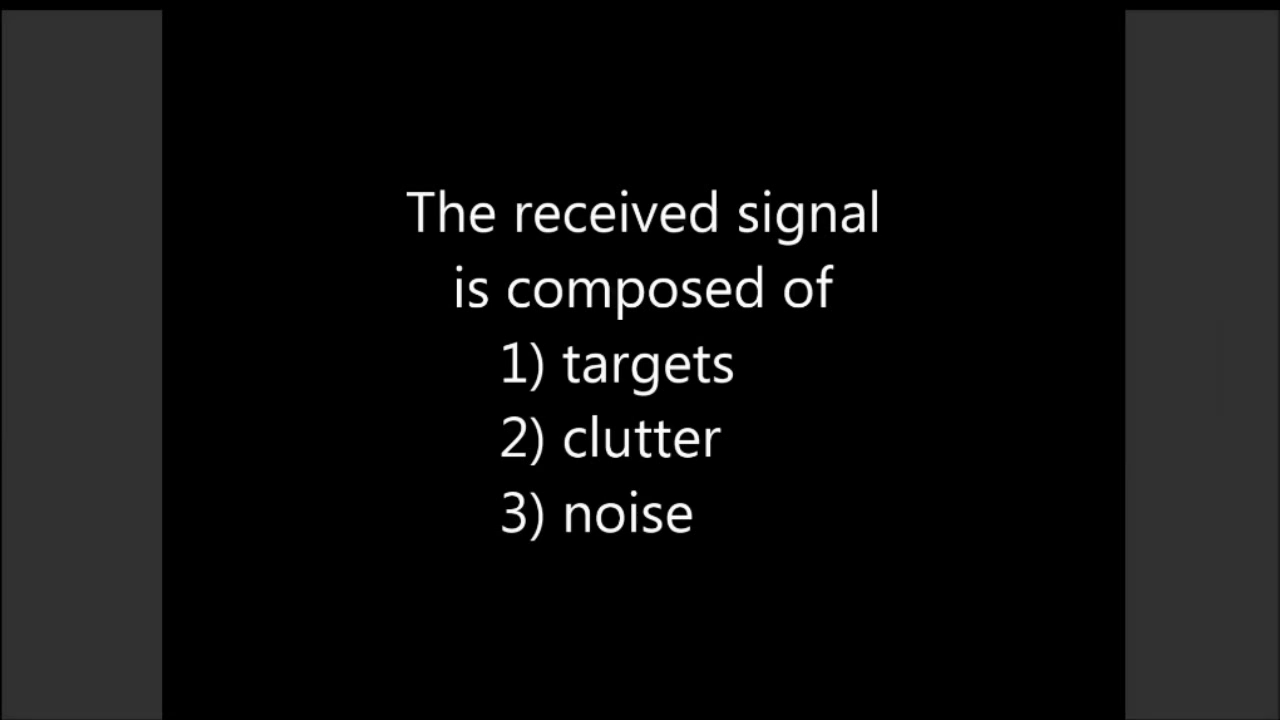 The received signal
is composed of
1) targets
2) clutter
3) noise